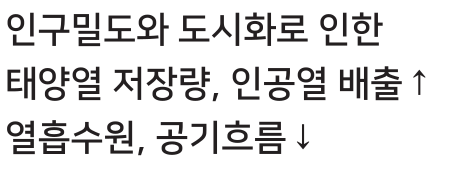 인구밀도와 도시화로 인한
태양열 저장량, 인공열 배출 ↑
열흡수원, 공기흐름 ↓